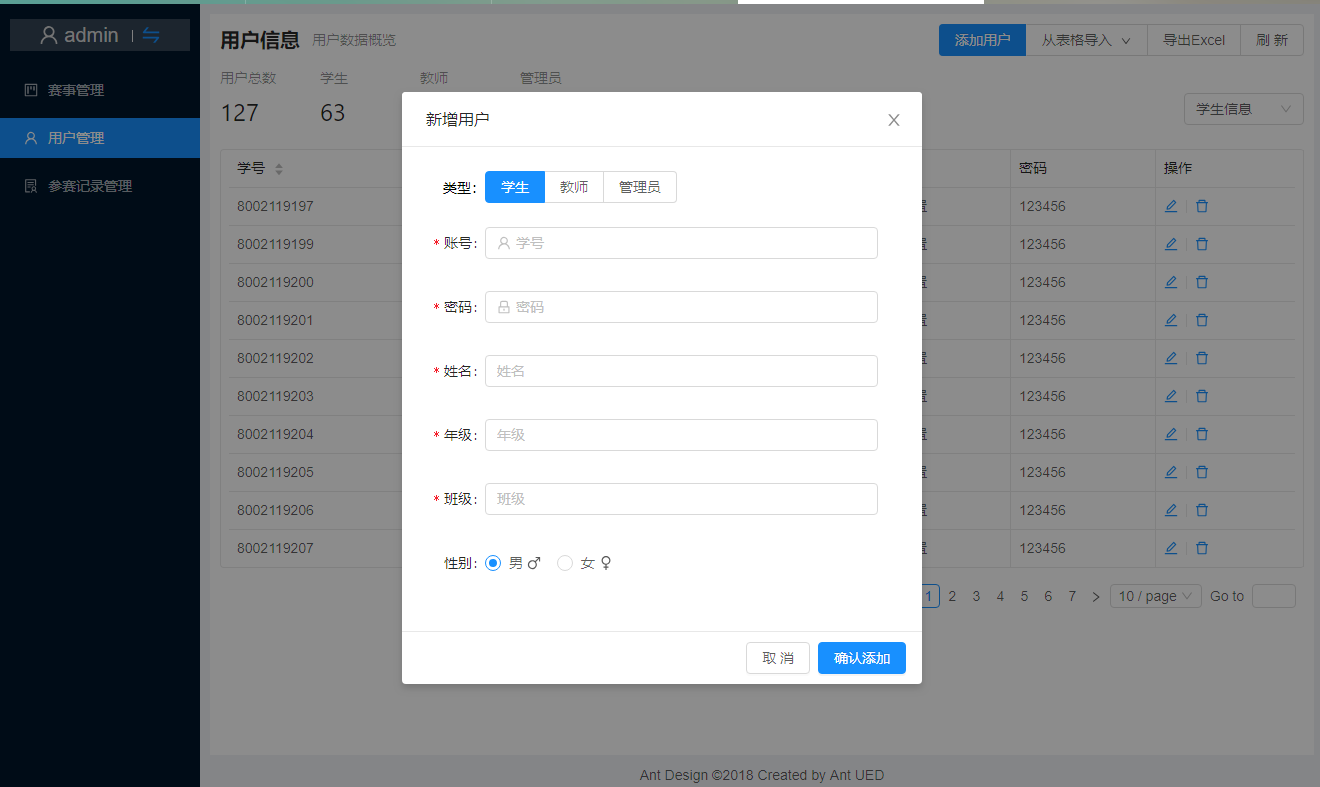 admin
赛事管理
用户管理
参赛记录管理
用户信息 用户数据概览
添加用户 从表格导入 导出Excel 刷 新
用户总数 学生 教师 管理员
127 63
学生信息
学号 密码 操作
8002119197 123456
8002119199 123456
8002119200 123456
8002119201 123456
8002119202 123456
8002119203 123456
8002119204 123456
8002119205 123456
8002119206 123456
8002119207 123456
1 2 3 4 5 6 7 10 / page Go to
新增用户
类型: 学生 教师 管理员
* 账号: 学号
* 密码: 密码
* 姓名: 姓名
* 年级: 年级
* 班级: 班级
性别: 男 ♂ 女 ♀
取 消 确认添加
Ant Design ©2018 Created by Ant UED